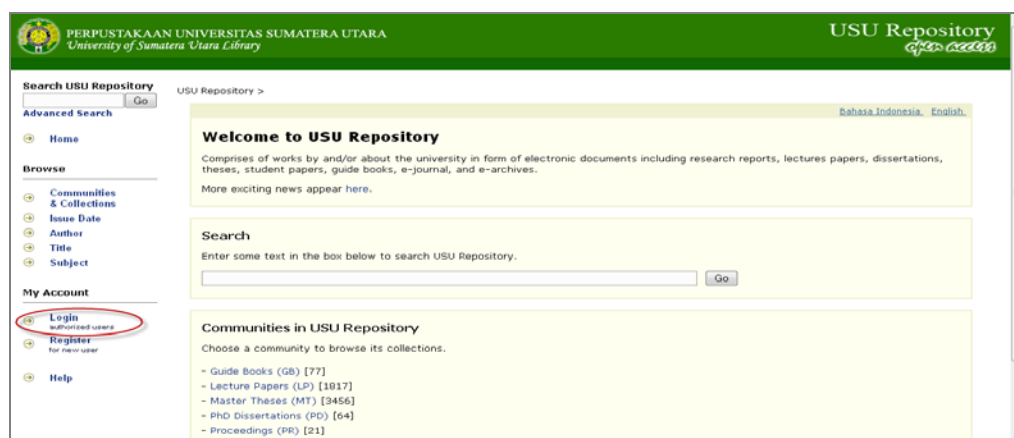 PERPUSTAKAAN UNIVERSITAS SUMATERA UTARA
University of Sumatera Utara Library
USU Repository
open access
Search USU Repository
Go
Advanced Search
Home
Browse
Communities
& Collections
Issue Date
Author
Title
Subject
My Account
Login
authorized users
Register
for new user
Help
USU Repository >
Bahasa Indonesia. English.
Welcome to USU Repository
Comprises of works by and/or about the university in form of electronic documents including research reports, lectures papers, dissertations,
theses, student papers, guide books, e-journal, and e-archives.
More exciting news appear here.
Search
Enter some text in the box below to search USU Repository.
Go
Communities in USU Repository
Choose a community to browse its collections.
- Guide Books (GB) [77]
- Lecture Papers (LP) [1817]
- Master Theses (MT) [3456]
- PhD Dissertations (PD) [64]
- Proceedings (PR) [21]